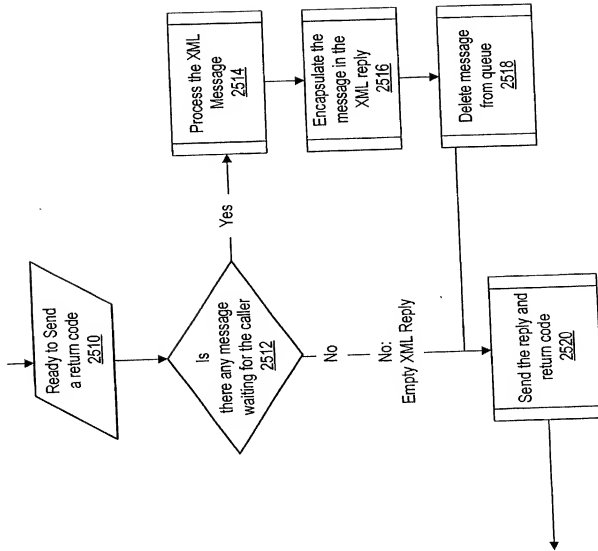 Ready to Send
a return code
2510
Is
there any message
waiting for the caller
2512
Yes
Process the XML
Message
2514
Encapsulate the
message in the
XML reply
2516
Delete message
from queue
2518
No
No:
Empty XML Reply
Send the reply and
return code
2520